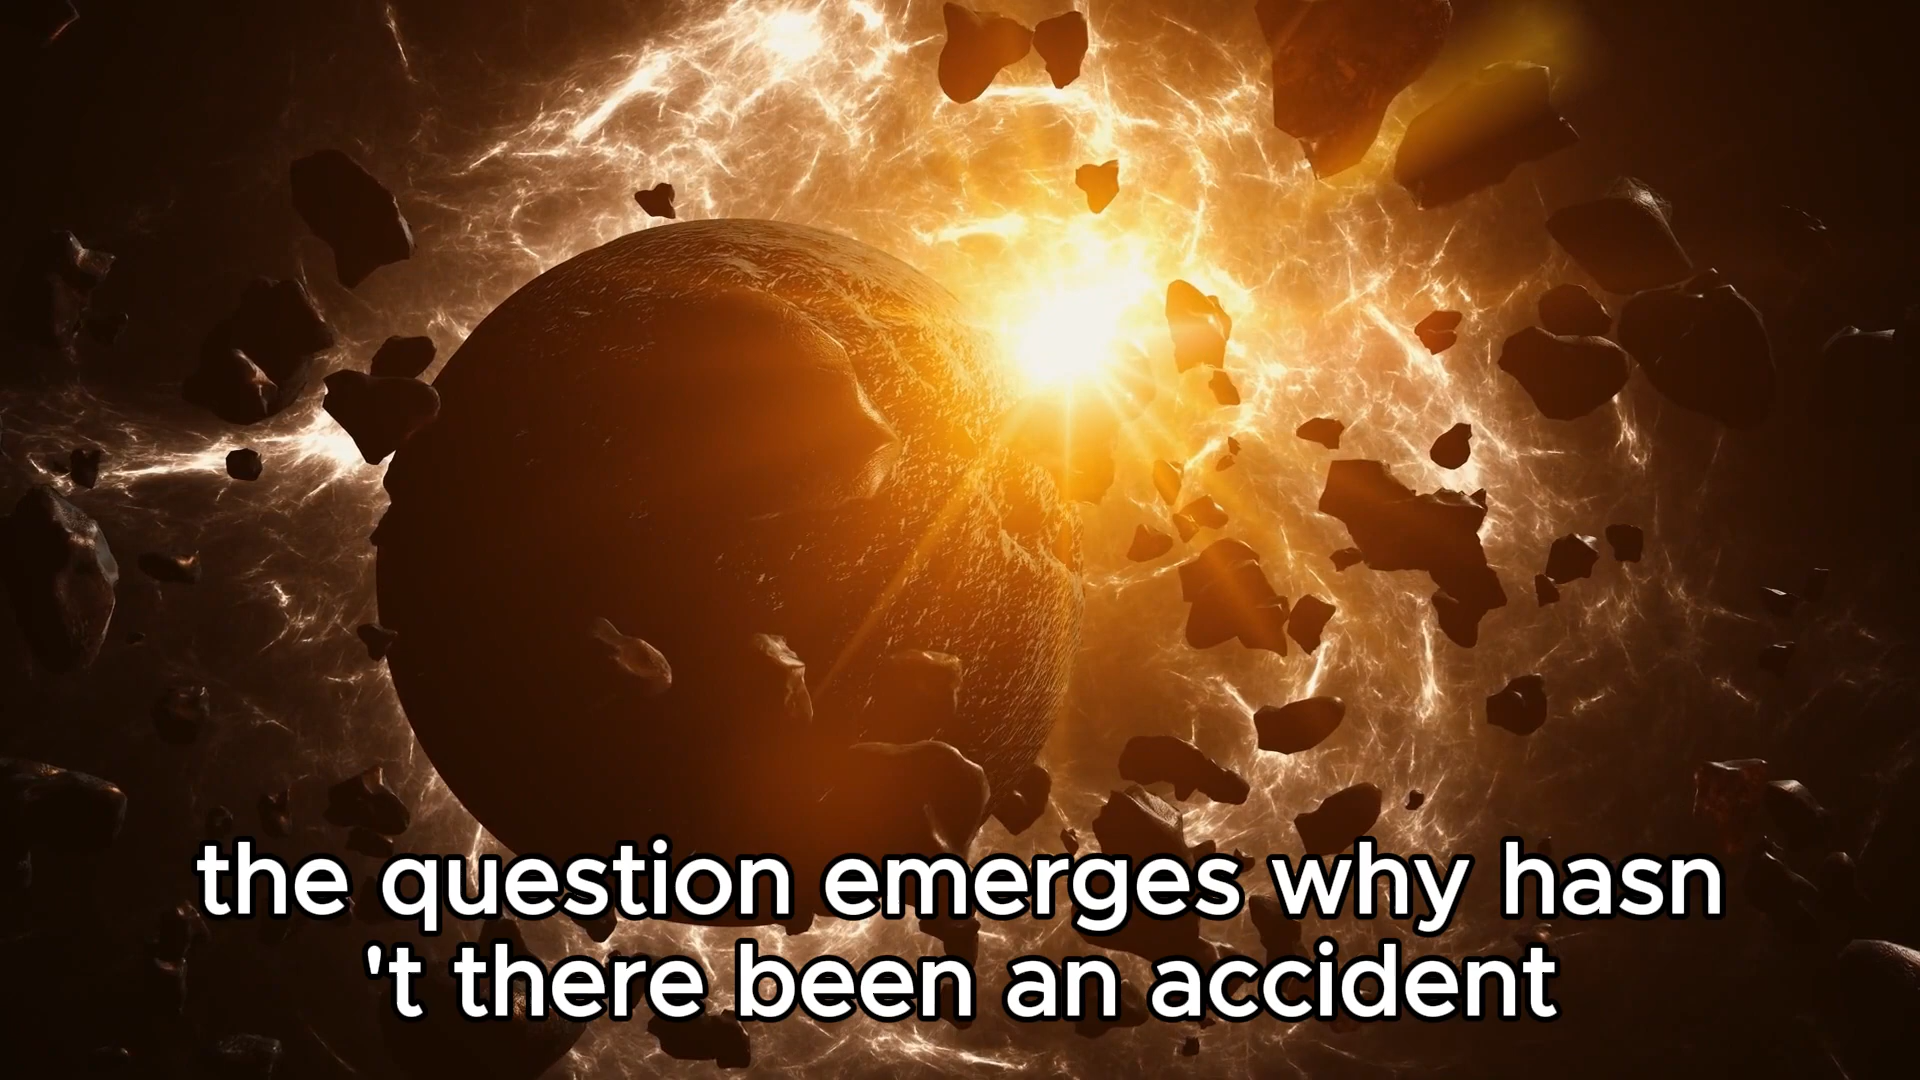 the question emerges why hasn
't there been an accident